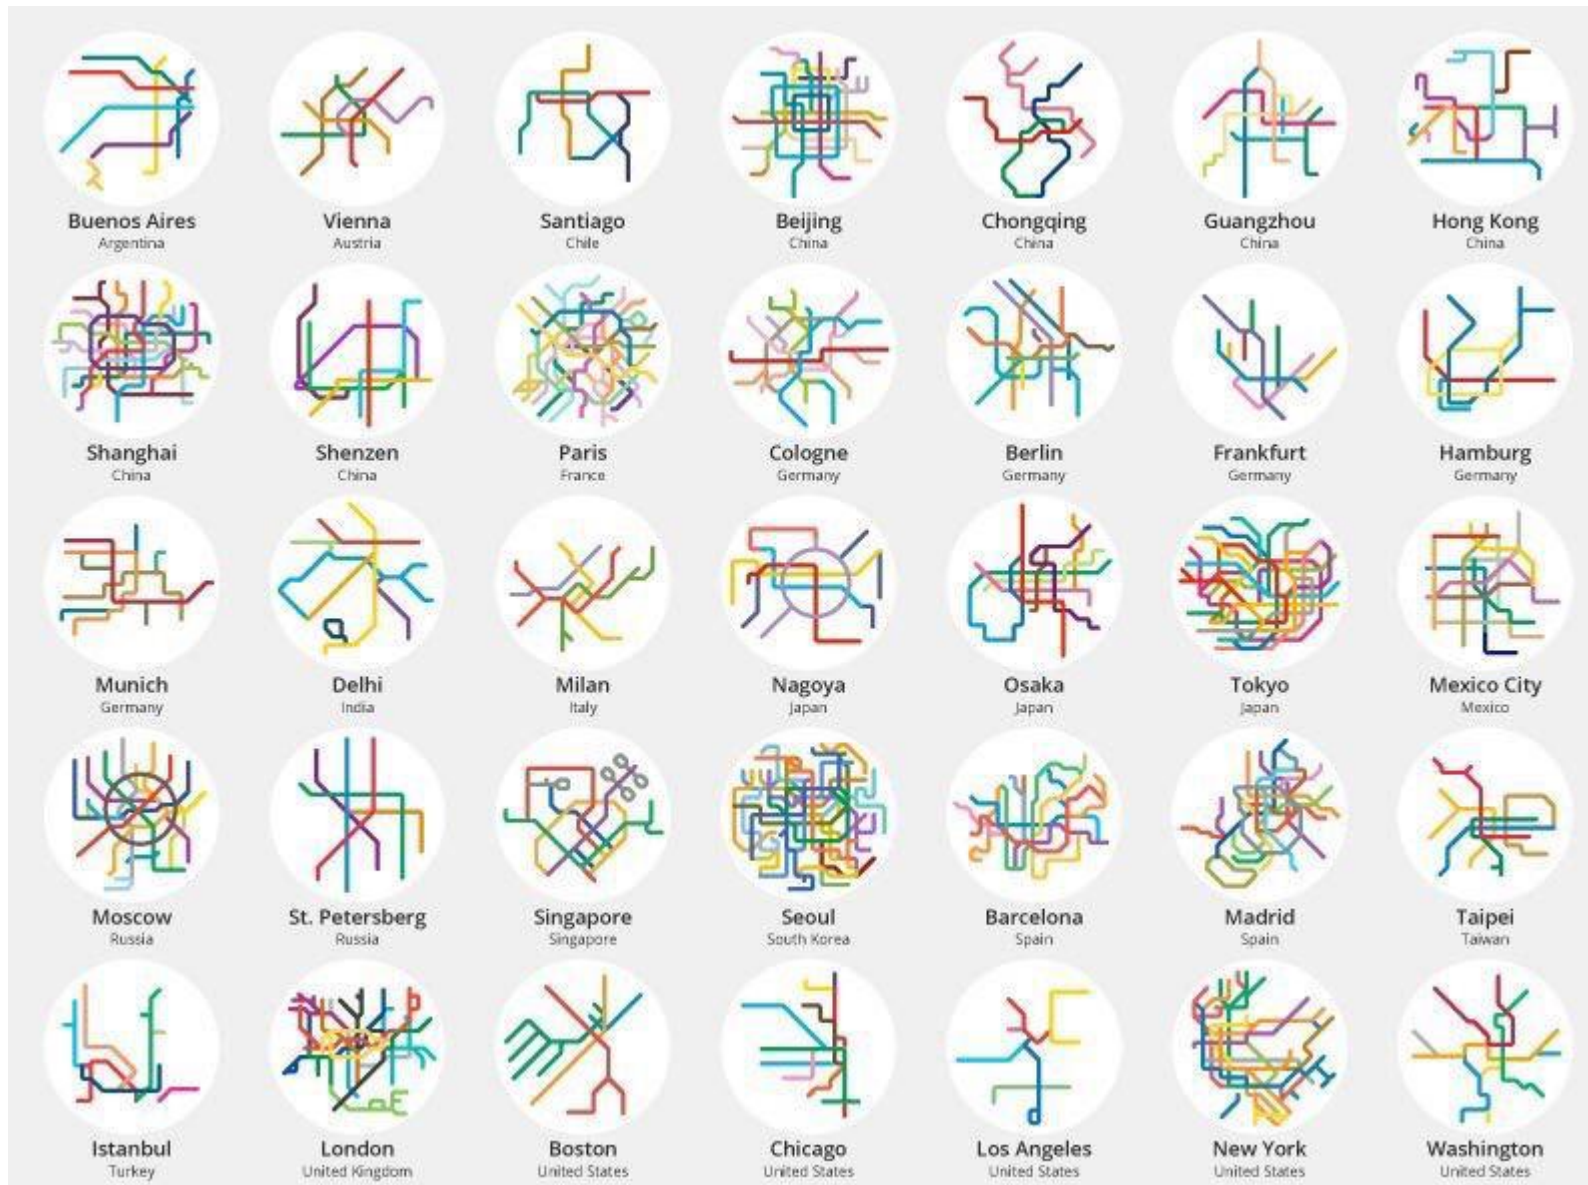 Buenos Aires
Argentina
Vienna
Austria
Santiago
Chile
Beijing
China
Chongqing
China
Guangzhou
China
Hong Kong
China
Shanghai
China
Shenzen
China
Paris
France
Cologne
Germany
Berlin
Germany
Frankfurt
Germany
Hamburg
Germany
Munich
Germany
Delhi
India
Milan
Italy
Nagoya
Japan
Osaka
Japan
Tokyo
Japan
Mexico City
Mexico
Moscow
Russia
St. Petersberg
Russia
Singapore
Singapore
Seoul
South Korea
Barcelona
Spain
Madrid
Spain
Taipei
Taiwan
Istanbul
Turkey
London
United Kingdom
Boston
United States
Chicago
United States
Los Angeles
United States
New York
United States
Washington
United States